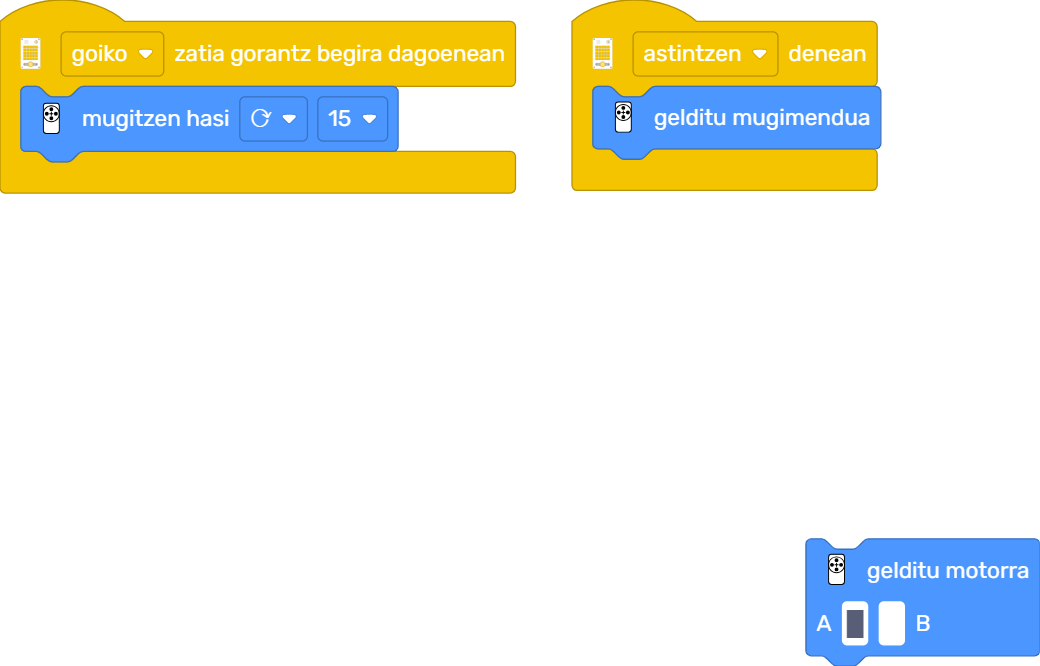 goiko zatia gorantz begira dagoenean
mugitzen hasi 15
astintzen denean
gelditu mugimendua
gelditu motorra
A B